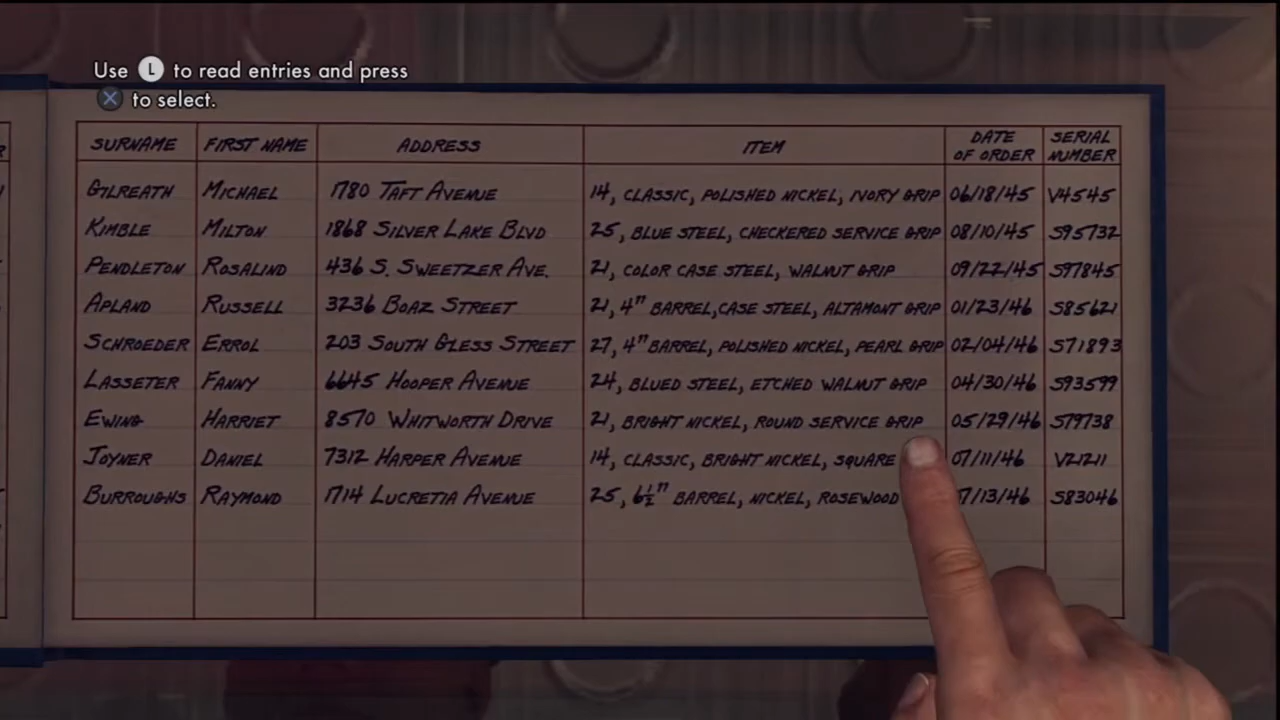 Use L to read entries and press
X to select.
SURNAME FIRST NAME ADDRESS ITEM DATE OF ORDER SERIAL NUMBER
GILREATH MICHAEL 1780 TAFT AVENUE 14, CLASSIC, POLISHED NICKEL, IVORY GRIP 06/18/45 V4545
KIMBLE MILTON 1868 SILVER LAKE BLVD 25, BLUE STEEL, CHECKERED SERVICE GRIP 08/10/45 S95732
PENDLETON ROSALIND 436 S. SWEETZER AVE. 21, COLOR CASE STEEL, WALNUT GRIP 09/22/45 S97845
APLAND RUSSELL 3236 BOAZ STREET 21, 4" BARREL, CASE STEEL, ALTAMONT GRIP 01/23/46 S85621
SCHROEDER ERROL 203 SOUTH GLESS STREET 27, 4" BARREL, POLISHED NICKEL, PEARL GRIP 02/04/46 S71893
LASSETER FANNY 6645 HOOPER AVENUE 24, BLUED STEEL, ETCHED WALNUT GRIP 04/30/46 S93599
EWING HARRIET 8570 WHITWORTH DRIVE 21, BRIGHT NICKEL, ROUND SERVICE GRIP 05/29/46 S79738
JOYNER DANIEL 7312 HARPER AVENUE 14, CLASSIC, BRIGHT NICKEL, SQUARE 07/11/46 V21211
BURROUGHS RAYMOND 1714 LUCRETIA AVENUE 25, 6½" BARREL, NICKEL, ROSEWOOD 7/13/46 S83046